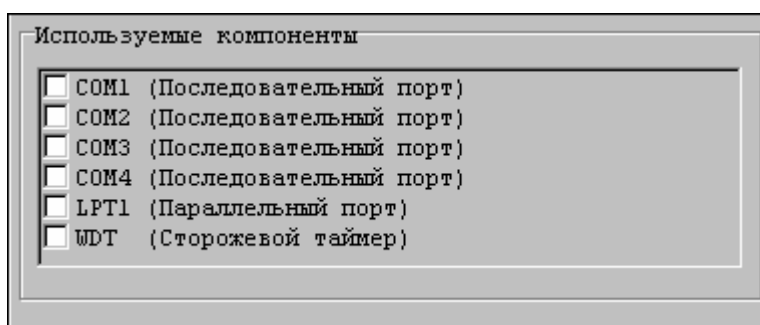 Используемые компоненты
COM1 (Последовательный порт)
COM2 (Последовательный порт)
COM3 (Последовательный порт)
COM4 (Последовательный порт)
LPT1 (Параллельный порт)
WDT (Сторожевой таймер)